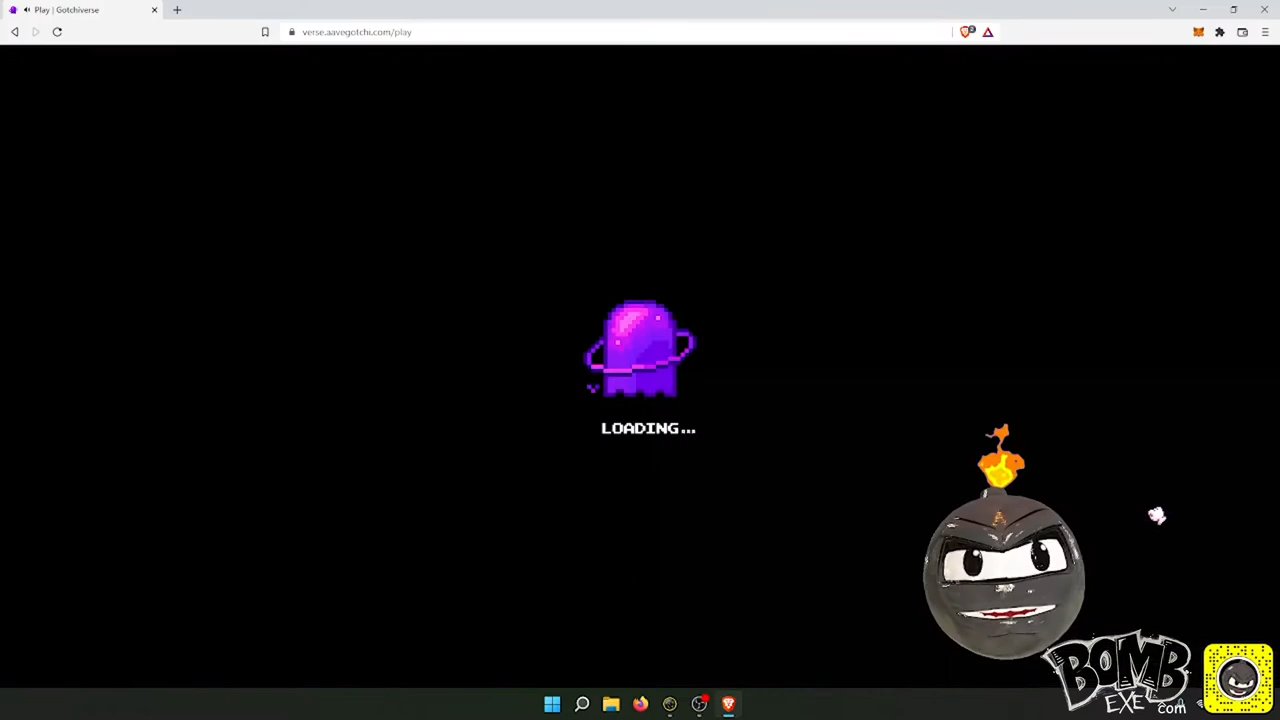 Play | Gotchiverse
verse.aavegotchi.com/play
LOADING...
BOMB
EXE
.com